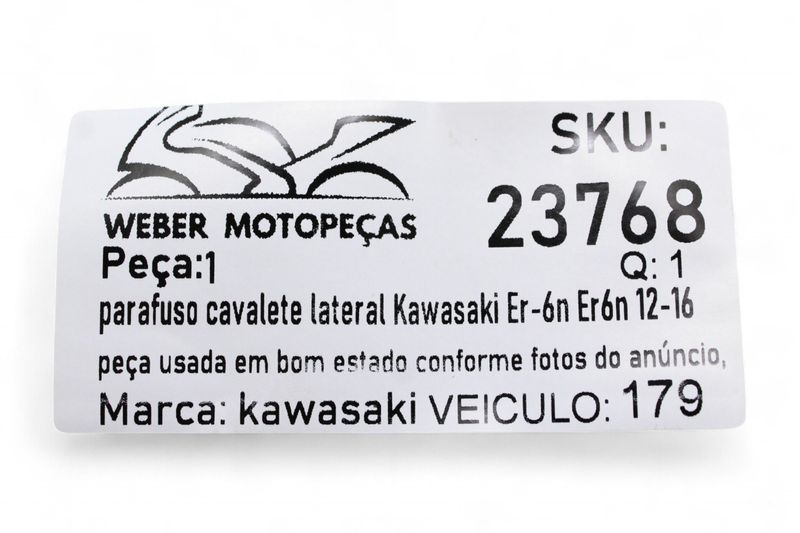 SKU:
23768
WEBER MOTOPEÇAS
Peça:1
Q: 1
parafuso cavalete lateral Kawasaki Er-6n Er6n 12-16
peça usada em bom estado conforme fotos do anúncio,
Marca: kawasaki VEICULO: 179